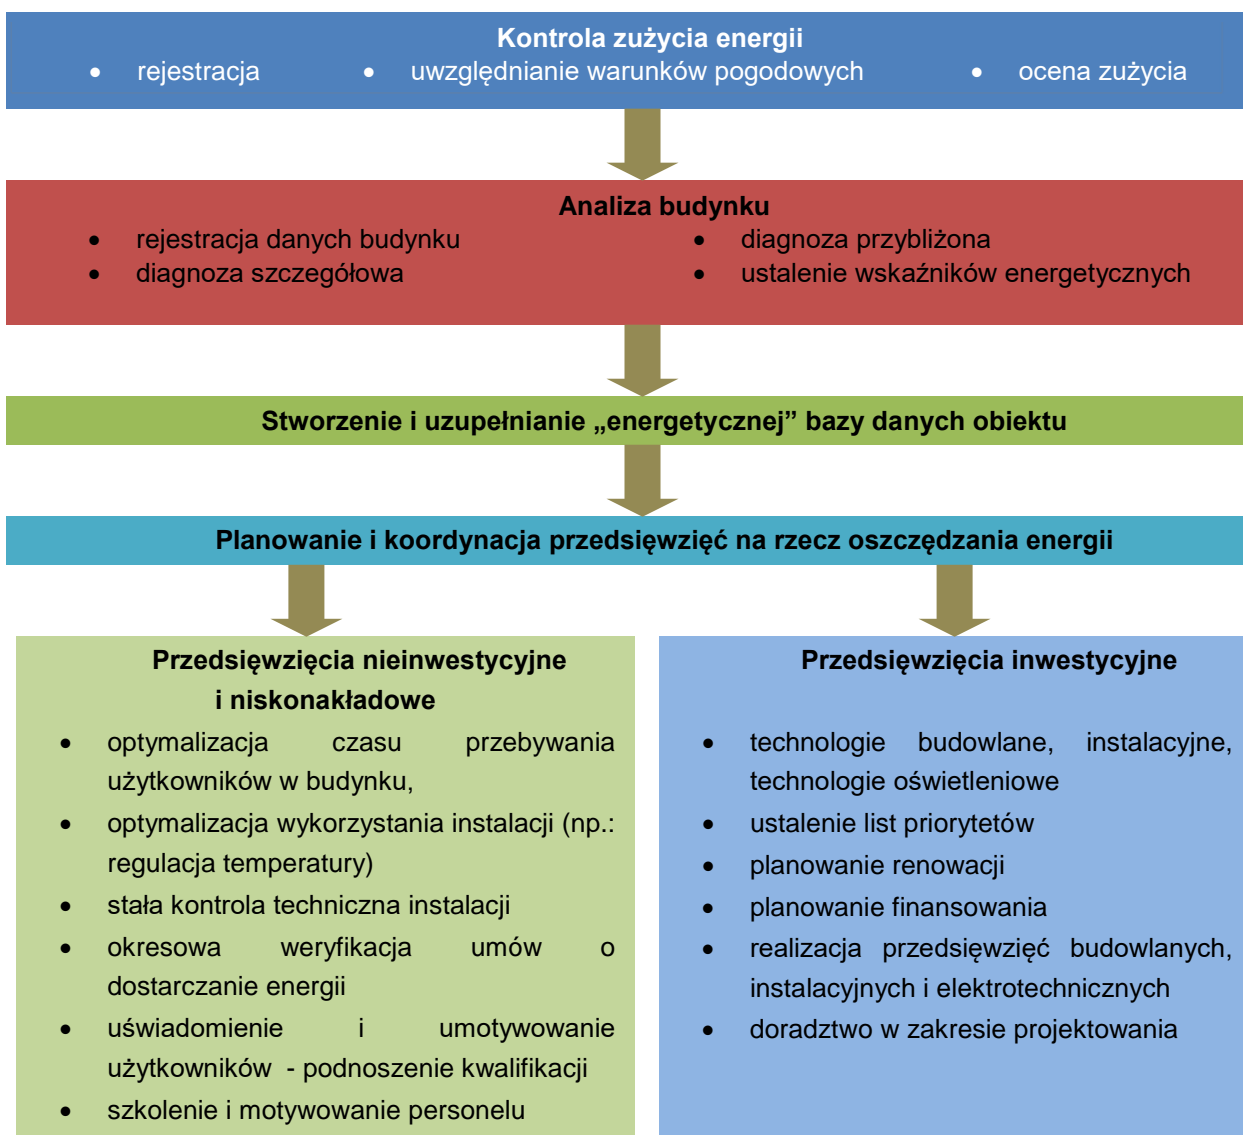 Kontrola zużycia energii
• rejestracja • uwzględnianie warunków pogodowych • ocena zużycia
Analiza budynku
• rejestracja danych budynku • diagnoza przybliżona
• diagnoza szczegółowa • ustalenie wskaźników energetycznych
Stworzenie i uzupełnianie „energetycznej” bazy danych obiektu
Planowanie i koordynacja przedsięwzięć na rzecz oszczędzania energii
Przedsięwzięcia nieinwestycyjne
i niskonakładowe
• optymalizacja czasu przebywania
użytkowników w budynku,
• optymalizacja wykorzystania instalacji (np.:
regulacja temperatury)
• stała kontrola techniczna instalacji
• okresowa weryfikacja umów o
dostarczanie energii
• uświadomienie i umotywowanie
użytkowników - podnoszenie kwalifikacji
• szkolenie i motywowanie personelu
Przedsięwzięcia inwestycyjne
• technologie budowlane, instalacyjne,
technologie oświetleniowe
• ustalenie list priorytetów
• planowanie renowacji
• planowanie finansowania
• realizacja przedsięwzięć budowlanych,
instalacyjnych i elektrotechnicznych
• doradztwo w zakresie projektowania